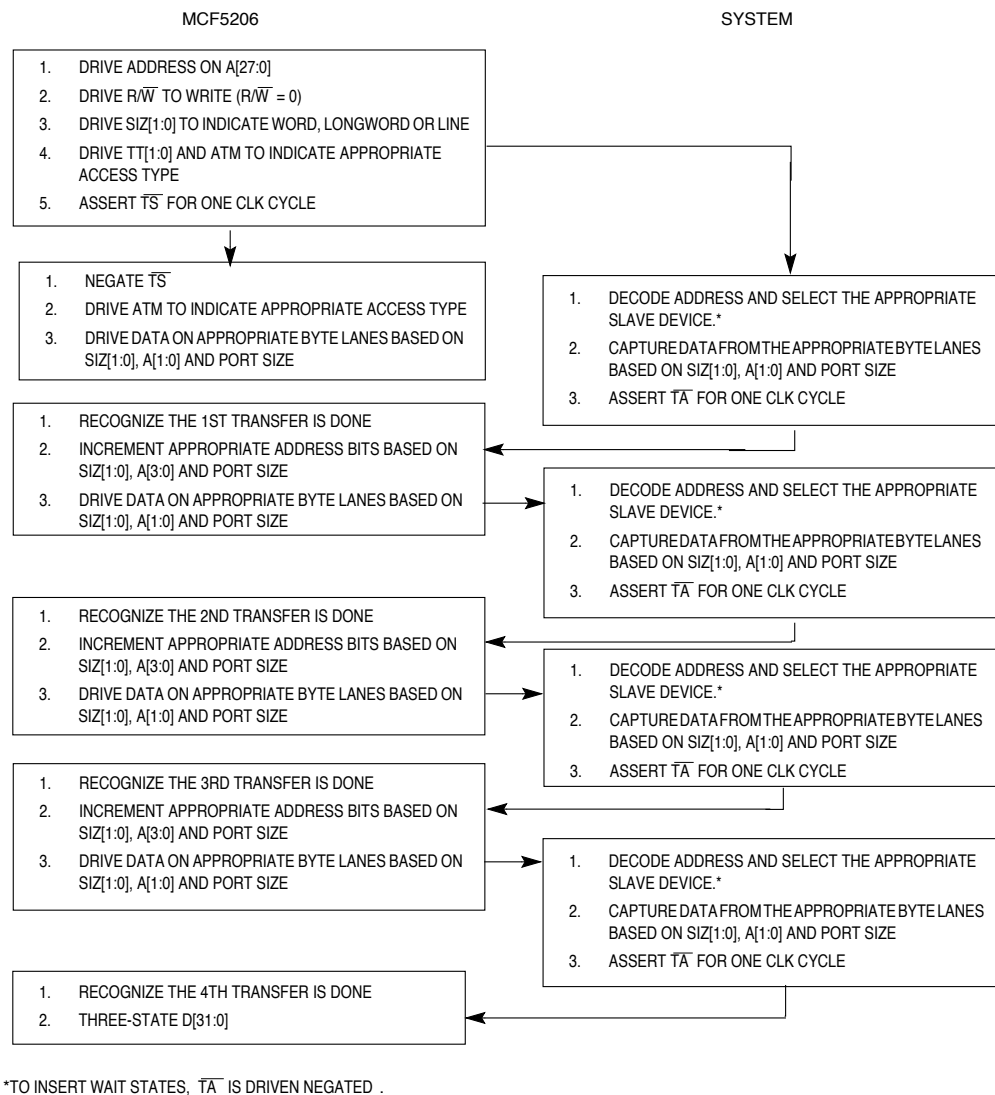 MCF5206
SYSTEM
1. DRIVE ADDRESS ON A[27:0]
2. DRIVE R/W̅ TO WRITE (R/W̅ = 0)
3. DRIVE SIZ[1:0] TO INDICATE WORD, LONGWORD OR LINE
4. DRIVE TT[1:0] AND ATM TO INDICATE APPROPRIATE
ACCESS TYPE
5. ASSERT T̅S̅ FOR ONE CLK CYCLE
1. NEGATE T̅S̅
2. DRIVE ATM TO INDICATE APPROPRIATE ACCESS TYPE
3. DRIVE DATA ON APPROPRIATE BYTE LANES BASED ON
SIZ[1:0], A[1:0] AND PORT SIZE
1. DECODE ADDRESS AND SELECT THE APPROPRIATE
SLAVE DEVICE.*
2. CAPTURE DATA FROM THE APPROPRIATE BYTE LANES
BASED ON SIZ[1:0], A[1:0] AND PORT SIZE
3. ASSERT T̅A̅ FOR ONE CLK CYCLE
1. RECOGNIZE THE 1ST TRANSFER IS DONE
2. INCREMENT APPROPRIATE ADDRESS BITS BASED ON
SIZ[1:0], A[3:0] AND PORT SIZE
3. DRIVE DATA ON APPROPRIATE BYTE LANES BASED ON
SIZ[1:0], A[1:0] AND PORT SIZE
1. DECODE ADDRESS AND SELECT THE APPROPRIATE
SLAVE DEVICE.*
2. CAPTURE DATA FROM THE APPROPRIATE BYTE LANES
BASED ON SIZ[1:0], A[1:0] AND PORT SIZE
3. ASSERT T̅A̅ FOR ONE CLK CYCLE
1. RECOGNIZE THE 2ND TRANSFER IS DONE
2. INCREMENT APPROPRIATE ADDRESS BITS BASED ON
SIZ[1:0], A[3:0] AND PORT SIZE
3. DRIVE DATA ON APPROPRIATE BYTE LANES BASED ON
SIZ[1:0], A[1:0] AND PORT SIZE
1. DECODE ADDRESS AND SELECT THE APPROPRIATE
SLAVE DEVICE.*
2. CAPTURE DATA FROM THE APPROPRIATE BYTE LANES
BASED ON SIZ[1:0], A[1:0] AND PORT SIZE
3. ASSERT T̅A̅ FOR ONE CLK CYCLE
1. RECOGNIZE THE 3RD TRANSFER IS DONE
2. INCREMENT APPROPRIATE ADDRESS BITS BASED ON
SIZ[1:0], A[3:0] AND PORT SIZE
3. DRIVE DATA ON APPROPRIATE BYTE LANES BASED ON
SIZ[1:0], A[1:0] AND PORT SIZE
1. DECODE ADDRESS AND SELECT THE APPROPRIATE
SLAVE DEVICE.*
2. CAPTURE DATA FROM THE APPROPRIATE BYTE LANES
BASED ON SIZ[1:0], A[1:0] AND PORT SIZE
3. ASSERT T̅A̅ FOR ONE CLK CYCLE
1. RECOGNIZE THE 4TH TRANSFER IS DONE
2. THREE-STATE D[31:0]
*TO INSERT WAIT STATES, T̅A̅ IS DRIVEN NEGATED .